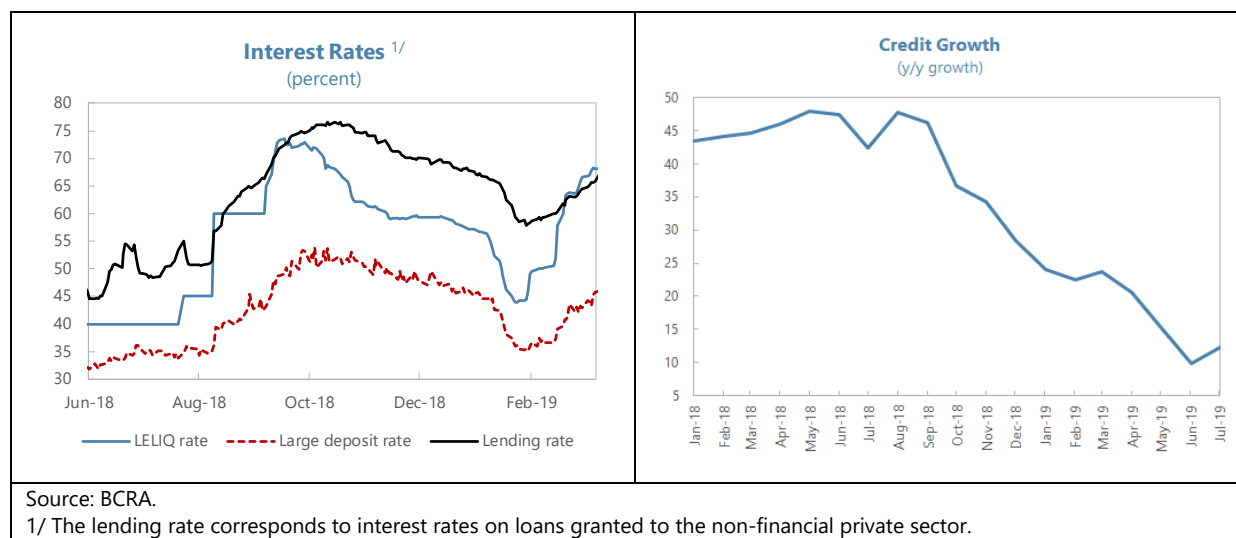 Interest Rates 1/
(percent)
80
75
70
65
60
55
50
45
40
35
30
Jun-18 Aug-18 Oct-18 Dec-18 Feb-19
LELIQ rate Large deposit rate Lending rate
Credit Growth
(y/y growth)
50
45
40
35
30
25
20
15
10
5
Jan-18
Feb-18
Mar-18
Apr-18
May-18
Jun-18
Jul-18
Aug-18
Sep-18
Oct-18
Nov-18
Dec-18
Jan-19
Feb-19
Mar-19
Apr-19
May-19
Jun-19
Jul-19
Source: BCRA.
1/ The lending rate corresponds to interest rates on loans granted to the non-financial private sector.